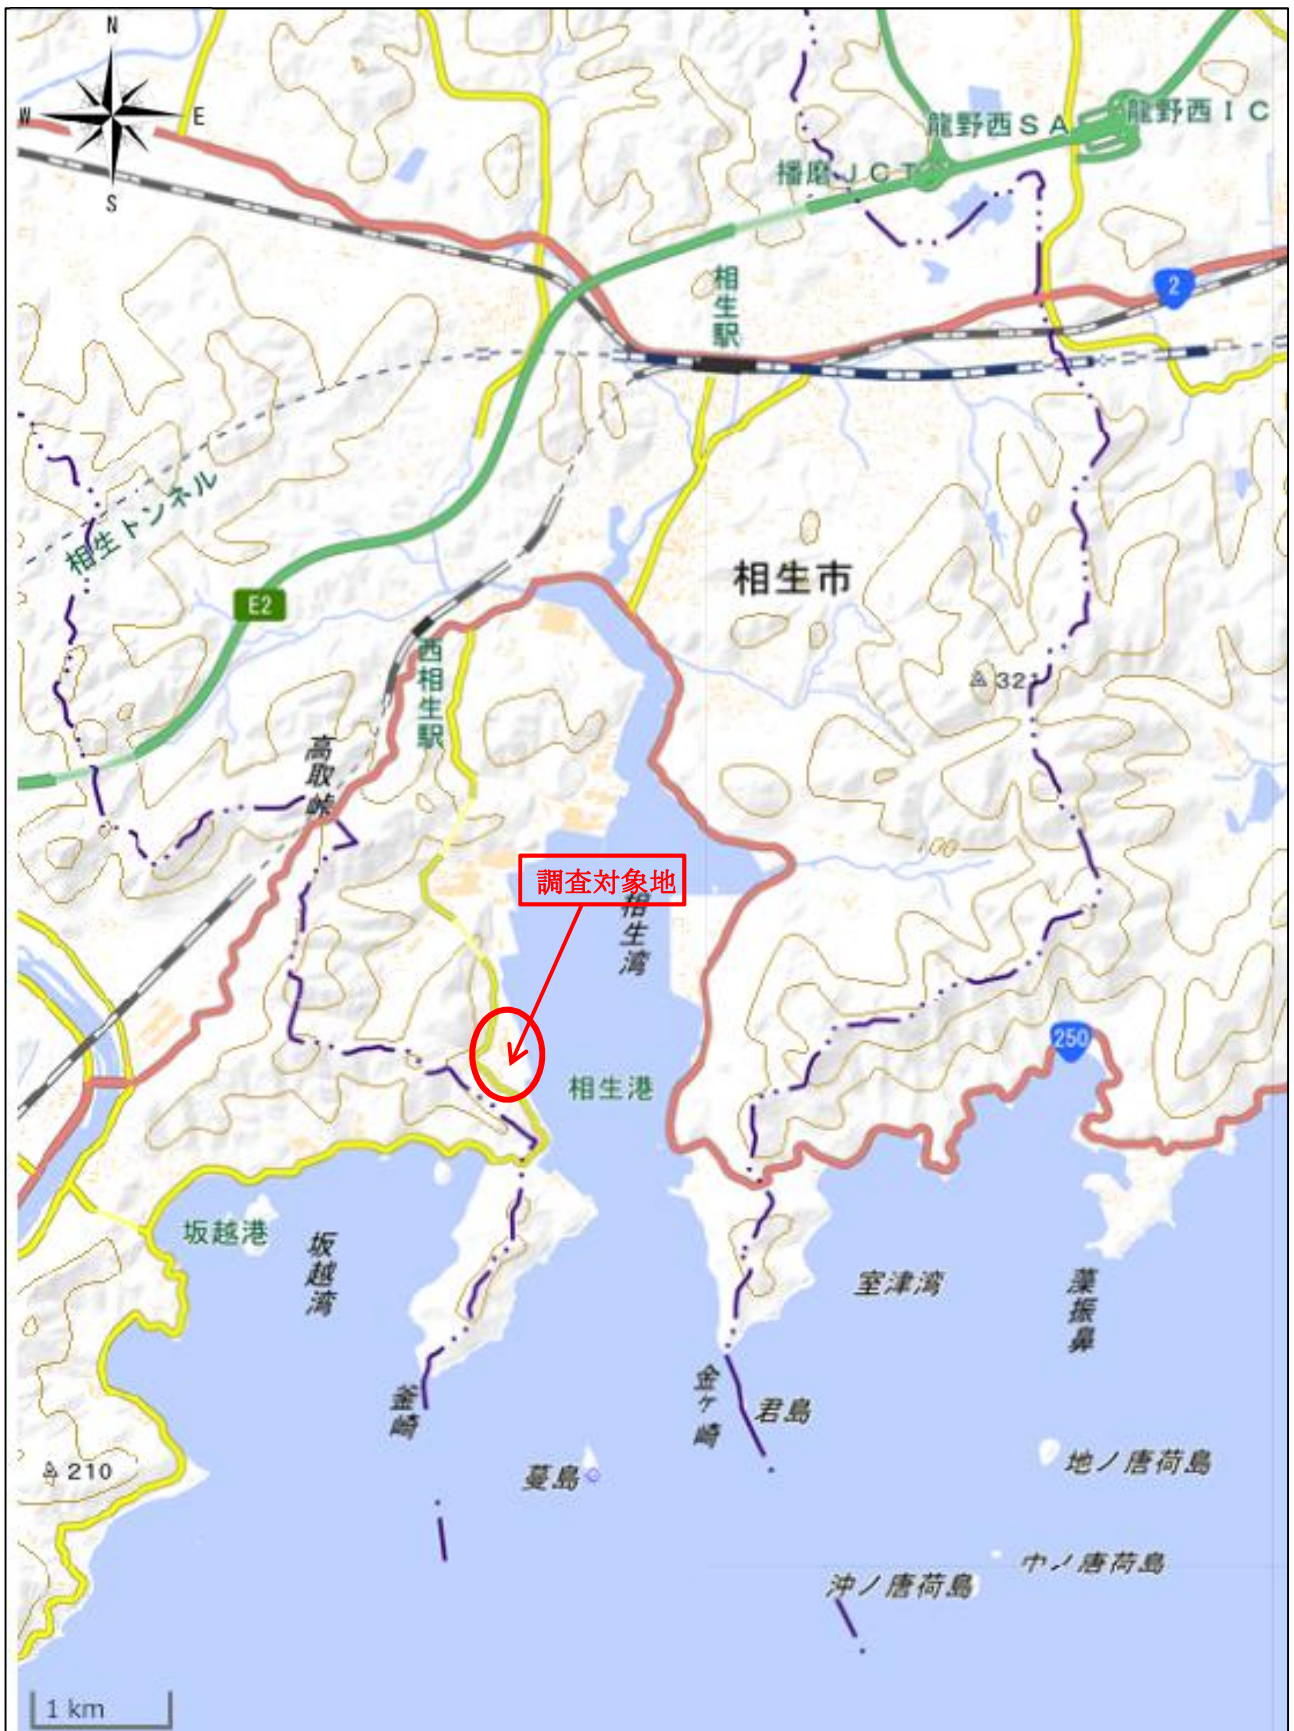 N
W
E
S
龍野西SA
龍野西IC
播磨JCT
2
相生駅
相生トンネル
E2
相生市
西相生駅
321
高取峠
100
調査対象地
相生湾
250
相生港
坂越港
坂越湾
室津湾
藻振鼻
釜崎
金ヶ崎
君島
210
蔓島
地ノ唐荷島
中ノ唐荷島
沖ノ唐荷島
1 km